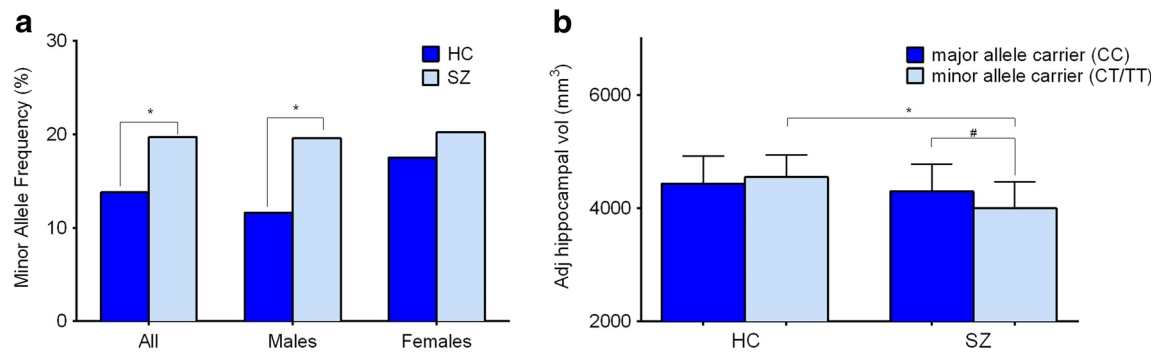 a
Minor Allele Frequency (%)
30
20
10
0
HC
SZ
*
*
All
Males
Females
b
Adj hippocampal vol (mm³)
6000
4000
2000
major allele carrier (CC)
minor allele carrier (CT/TT)
*
#
HC
SZ